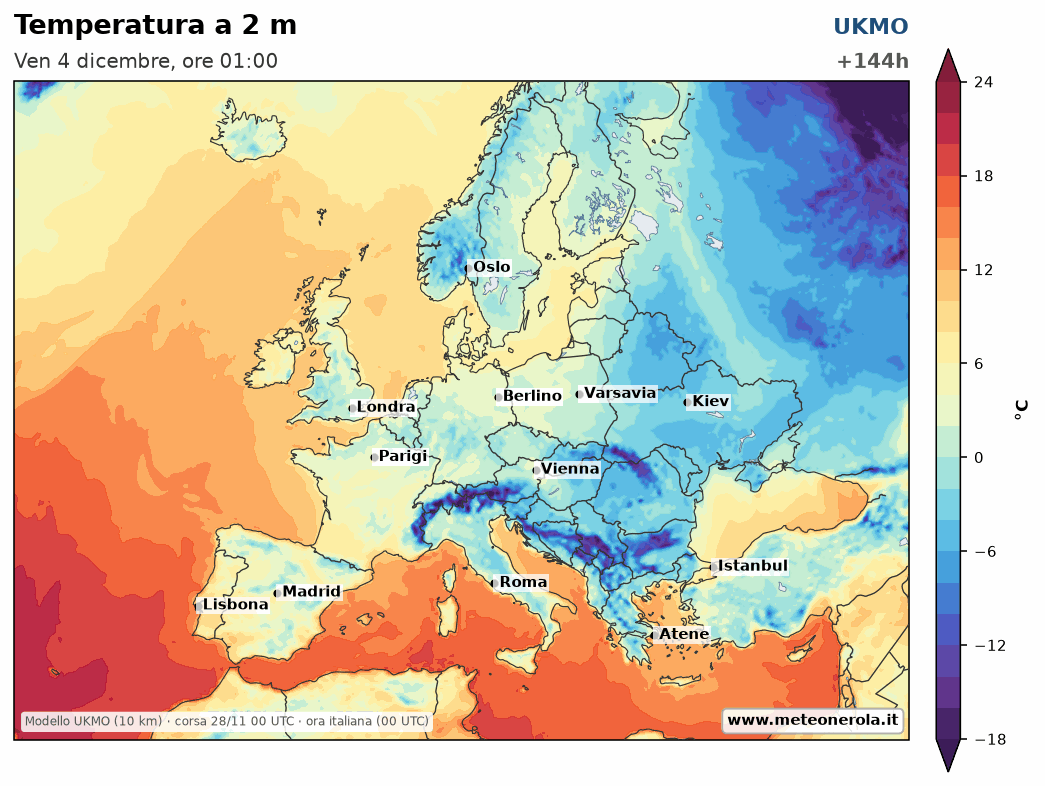 Temperatura a 2 m
UKMO
Ven 4 dicembre, ore 01:00
+144h
24
18
12
6
0
−6
−12
−18
°C
Oslo
Berlino
Varsavia
Kiev
Londra
Parigi
Vienna
Istanbul
Roma
Madrid
Lisbona
Atene
Modello UKMO (10 km) · corsa 28/11 00 UTC · ora italiana (00 UTC)
www.meteonerola.it